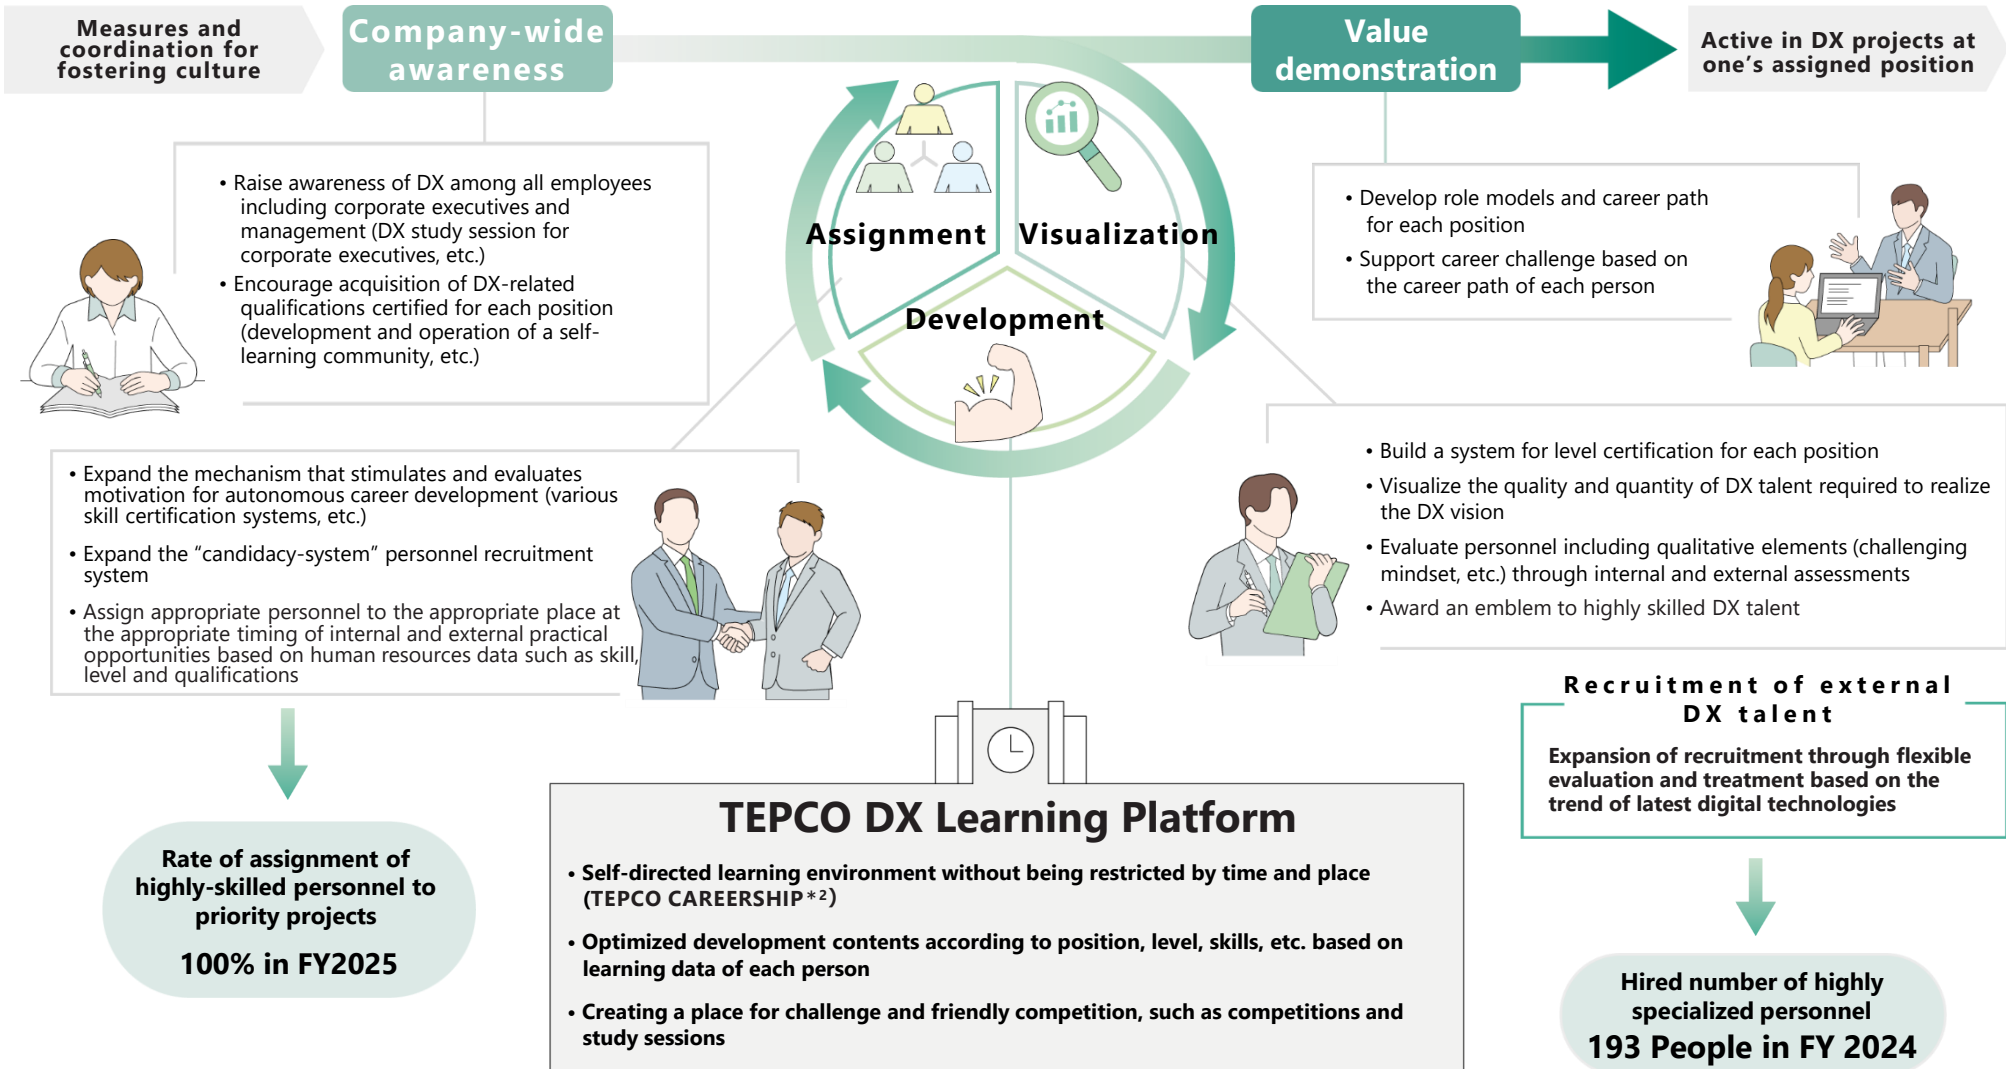 Measures and
coordination for
fostering culture
Company-wide
awareness
Value
demonstration
Active in DX projects at
one's assigned position
• Raise awareness of DX among all employees
including corporate executives and
management (DX study session for
corporate executives, etc.)
• Encourage acquisition of DX-related
qualifications certified for each position
(development and operation of a self-
learning community, etc.)
Assignment
Visualization
Development
• Develop role models and career path
for each position
• Support career challenge based on
the career path of each person
• Expand the mechanism that stimulates and evaluates
motivation for autonomous career development (various
skill certification systems, etc.)
• Expand the “candidacy-system” personnel recruitment
system
• Assign appropriate personnel to the appropriate place at
the appropriate timing of internal and external practical
opportunities based on human resources data such as skill,
level and qualifications
• Build a system for level certification for each position
• Visualize the quality and quantity of DX talent required to realize
the DX vision
• Evaluate personnel including qualitative elements (challenging
mindset, etc.) through internal and external assessments
• Award an emblem to highly skilled DX talent
Rate of assignment of
highly-skilled personnel to
priority projects
100% in FY2025
TEPCO DX Learning Platform
• Self-directed learning environment without being restricted by time and place
(TEPCO CAREERSHIP*2)
• Optimized development contents according to position, level, skills, etc. based on
learning data of each person
• Creating a place for challenge and friendly competition, such as competitions and
study sessions
Recruitment of external
DX talent
Expansion of recruitment through flexible
evaluation and treatment based on the
trend of latest digital technologies
Hired number of highly
specialized personnel
193 People in FY 2024